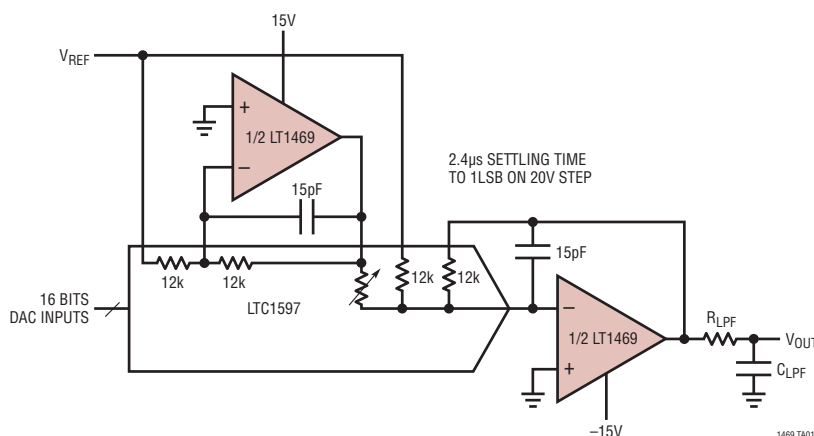 15V
VREF
+
1/2 LT1469
–
2.4µs SETTLING TIME
TO 1LSB ON 20V STEP
15pF
15pF
12k
12k
12k
12k
16 BITS
DAC INPUTS
LTC1597
–
1/2 LT1469
+
RLPF
VOUT
CLPF
–15V
1469 TA01